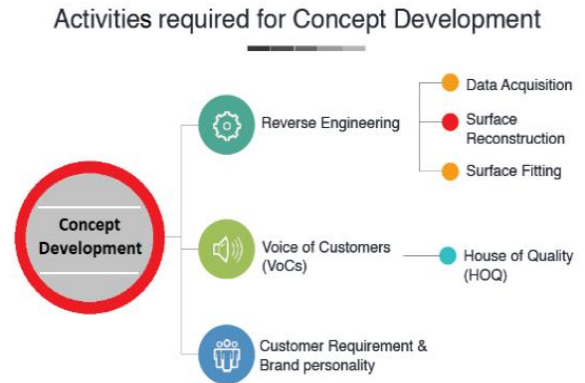 Activities required for Concept Development
Concept
Development
Reverse Engineering
Data Acquisition
Surface
Reconstruction
Surface Fitting
Voice of Customers
(VoCs)
House of Quality
(HOQ)
Customer Requirement &
Brand personality